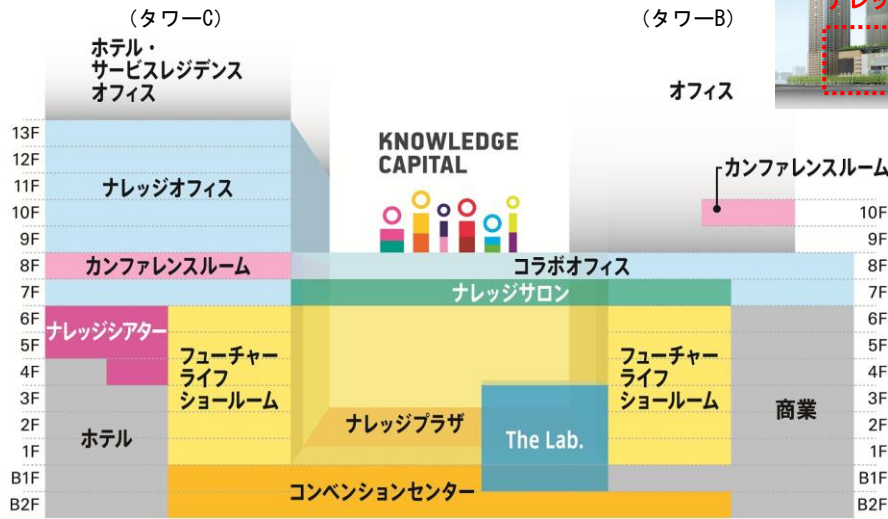 (タワーC)
(タワーB)
ナレッ
ホテル・
サービスレジデンス
オフィス
オフィス
KNOWLEDGE
CAPITAL
カンファレンスルーム
13F
12F
11F
10F
9F
8F
7F
6F
5F
4F
3F
2F
1F
B1F
B2F
ナレッジオフィス
カンファレンスルーム
コラボオフィス
ナレッジサロン
ナレッジシアター
フューチャー
ライフ
ショールーム
フューチャー
ライフ
ショールーム
ホテル
ナレッジプラザ
The Lab.
商業
コンベンションセンター
10F
9F
8F
7F
6F
5F
4F
3F
2F
1F
B1F
B2F